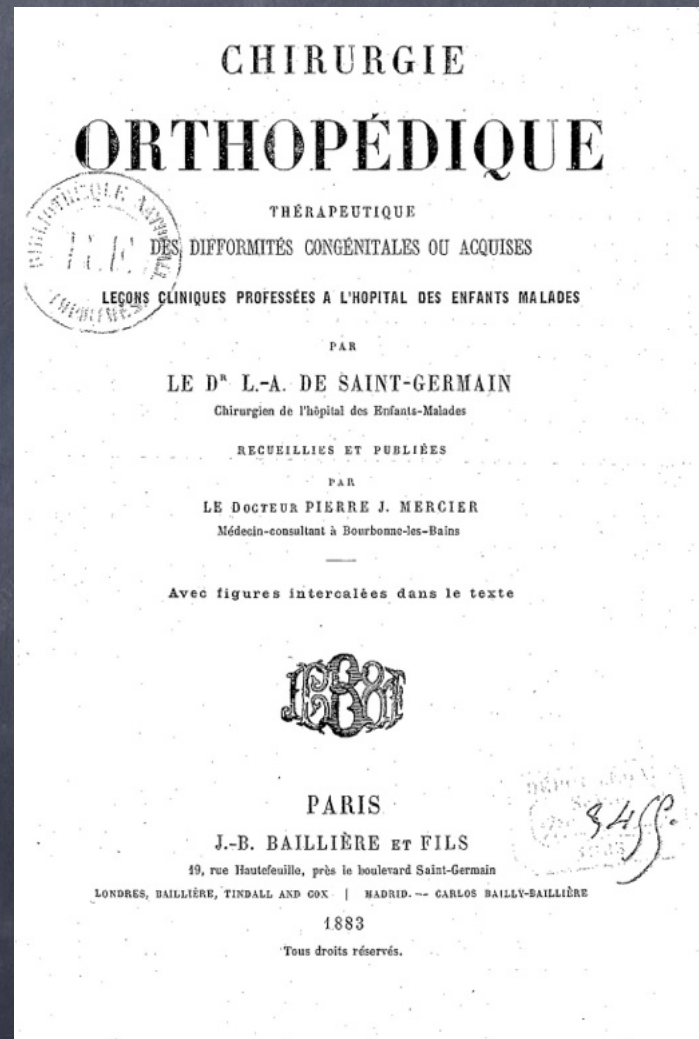 CHIRURGIE
ORTHOPÉDIQUE
THÉRAPEUTIQUE
DES DIFFORMITÉS CONGÉNITALES OU ACQUISES
LEÇONS CLINIQUES PROFESSÉES A L'HOPITAL DES ENFANTS MALADES
PAR
LE DR L.-A. DE SAINT-GERMAIN
Chirurgien de l'hôpital des Enfants-Malades
RECUEILLIES ET PUBLIÉES
PAR
LE DOCTEUR PIERRE J. MERCIER
Médecin-consultant à Bourbonne-les-Bains
Avec figures intercalées dans le texte
PARIS
J.-B. BAILLIÈRE ET FILS
19, rue Hautefeuille, près le boulevard Saint-Germain
LONDRES, BAILLIÈRE, TINDALL AND COX | MADRID. — CARLOS BAILLY-BAILLIÈRE
1883
Tous droits réservés.